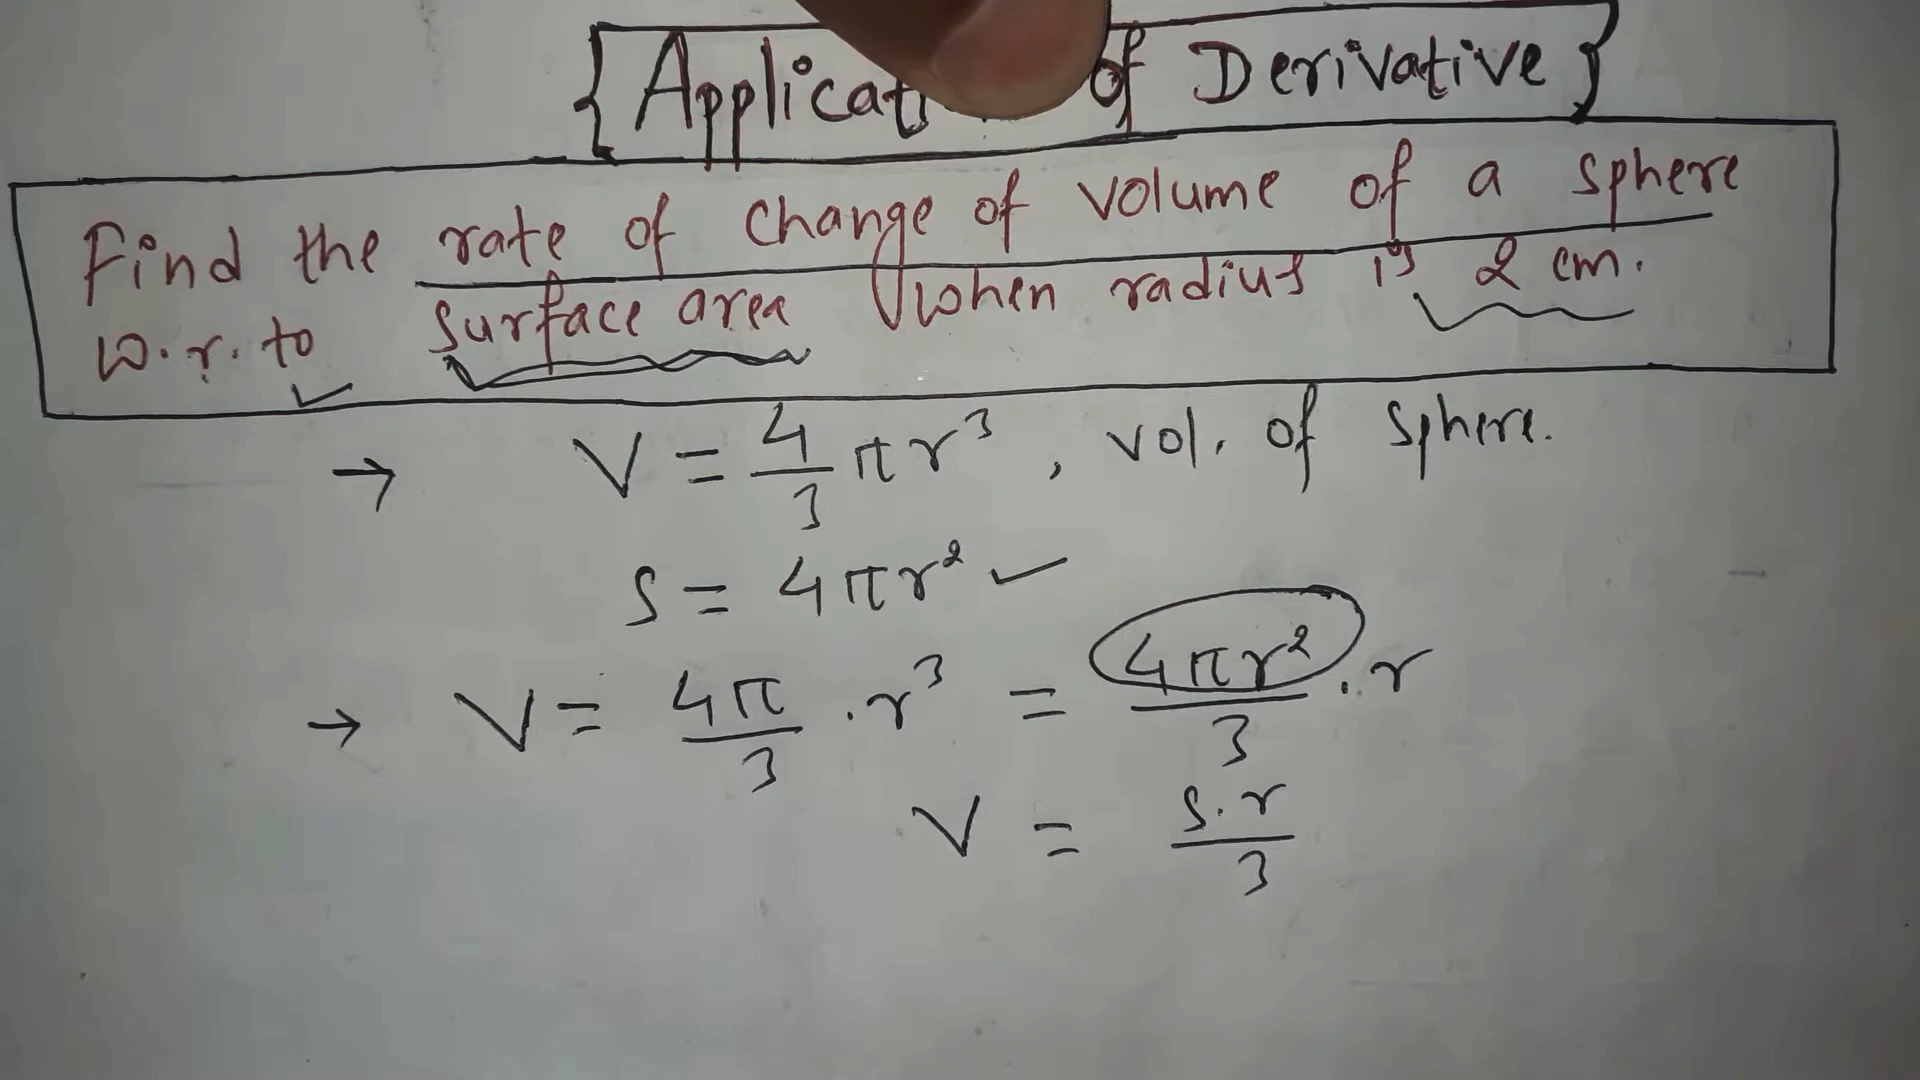 {Applicat of Derivative}
Find the rate of change of volume of a sphere
w.r.to surface area when radius is 2 cm.
→ V = 4/3 πr³, vol. of sphere.
S = 4πr² ✓
→ V = 4π/3 . r³ = 4πr²/3 . r
V = S.r/3